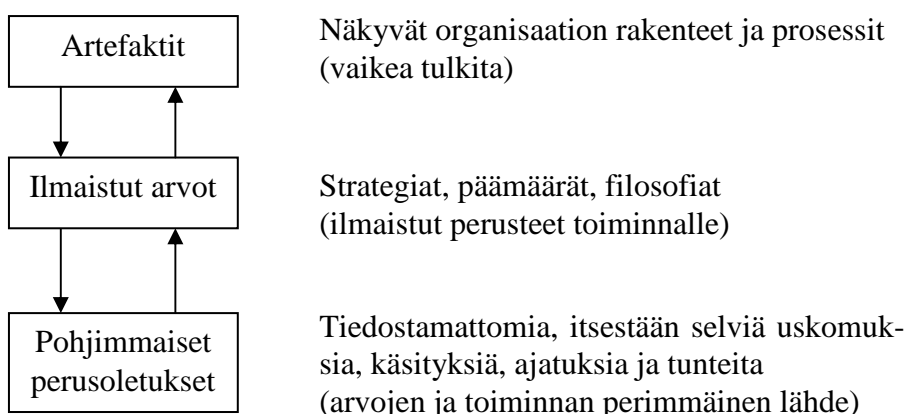 Artefaktit
Näkyvät organisaation rakenteet ja prosessit
(vaikea tulkita)
Ilmaistut arvot
Strategiat, päämäärät, filosofiat
(ilmaistut perusteet toiminnalle)
Pohjimmaiset
perusoletukset
Tiedostamattomia, itsestään selviä uskomuk-
sia, käsityksiä, ajatuksia ja tunteita
(arvojen ja toiminnan perimmäinen lähde)